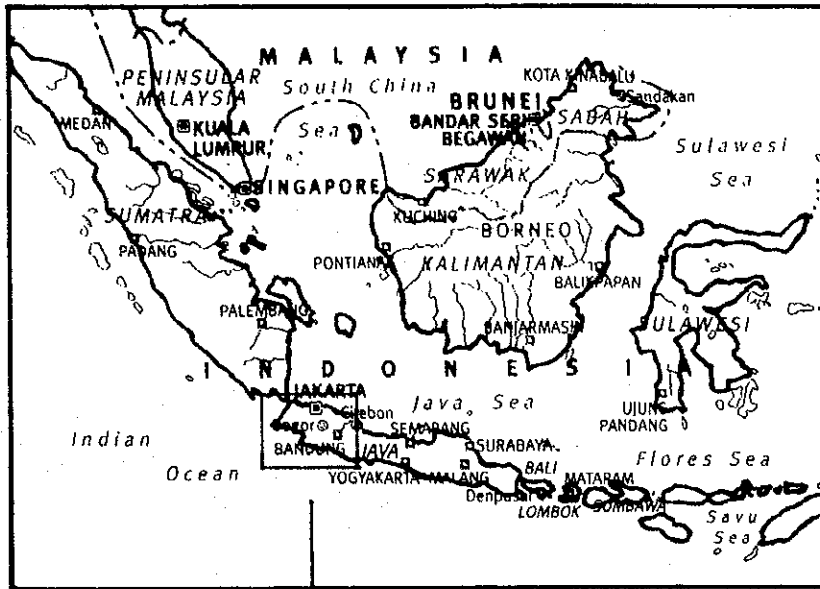 MALAYSIA
PENINSULAR
MALAYSIA
South China
Sea
KOTA KINABALU
Sandakan
BRUNEI
BANDAR SERI
BEGAWAN
SABAH
MEDAN
KUALA
LUMPUR
Sulawesi
Sea
SARAWAK
SINGAPORE
SUMATRA
KUCHING
BORNEO
PADANG
PONTIANA
KALIMANTAN
BALIKPAPAN
PALEMBANG
BANJARMASIN
SULAWESI
INDONESIA
JAKARTA
Cirebon
Java Sea
UJUNG
PANDANG
Bogor
SEMARANG
Indian
Ocean
BANDUNG
JAVA
SURABAYA
Flores Sea
YOGYAKARTA
MALANG
BALI
MATARAM
Denpasar
LOMBOK
SUMBAWA
Savu
Sea